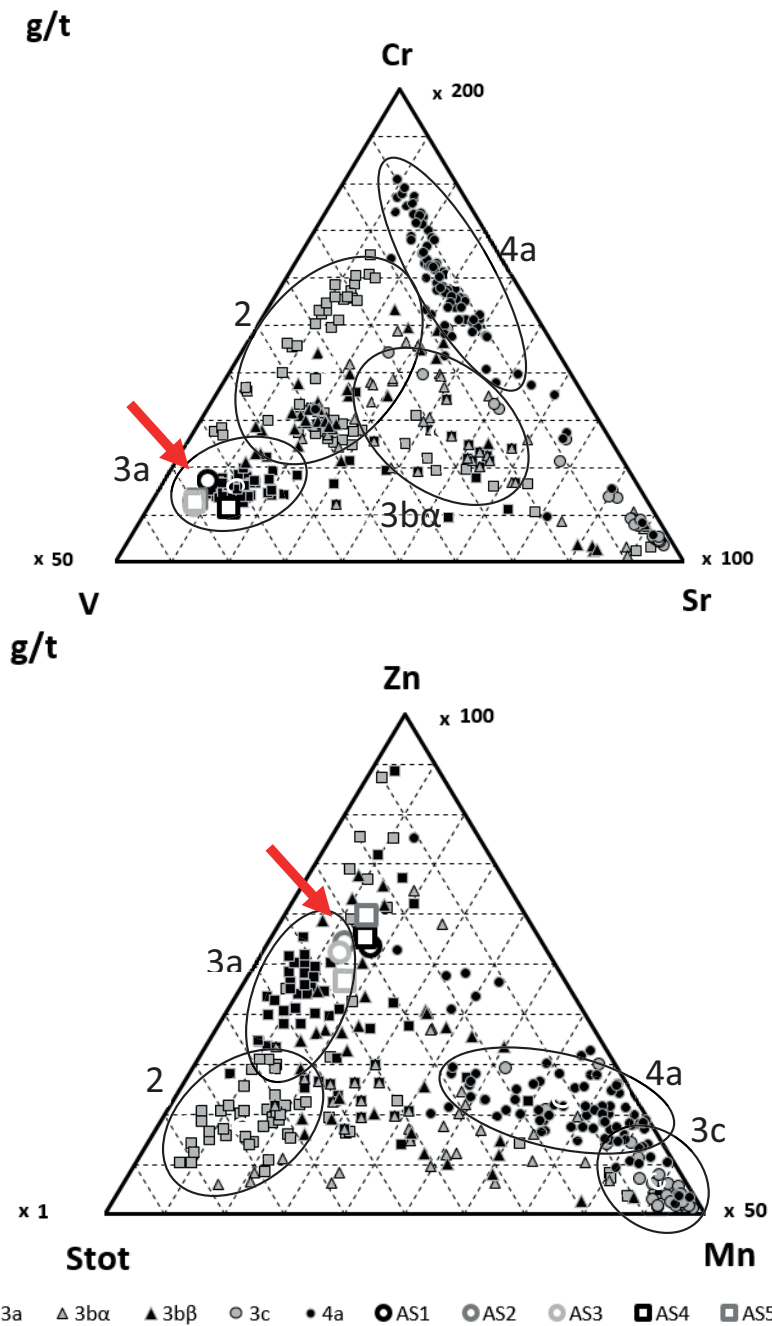 g/t
Cr
x 200
4a
2
3a
3bα
x 50
x 100
V
Sr
g/t
Zn
x 100
3a
2
4a
3c
x 1
x 50
Stot
Mn
3a 3bα 3bβ 3c 4a AS1 AS2 AS3 AS4 AS5